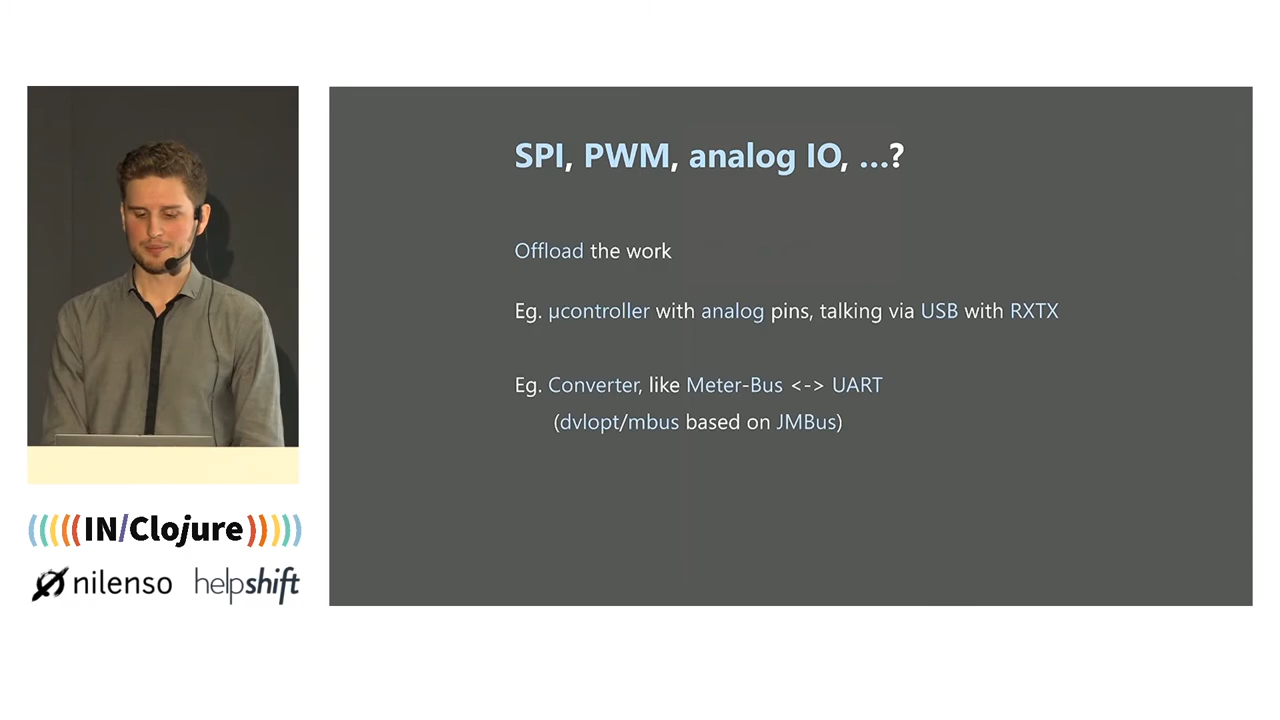 SPI, PWM, analog IO, ...?
Offload the work
Eg. μcontroller with analog pins, talking via USB with RXTX
Eg. Converter, like Meter-Bus <-> UART
(dvlopt/mbus based on JMBus)
(((((IN/Clojure)))))
nilenso helpshift